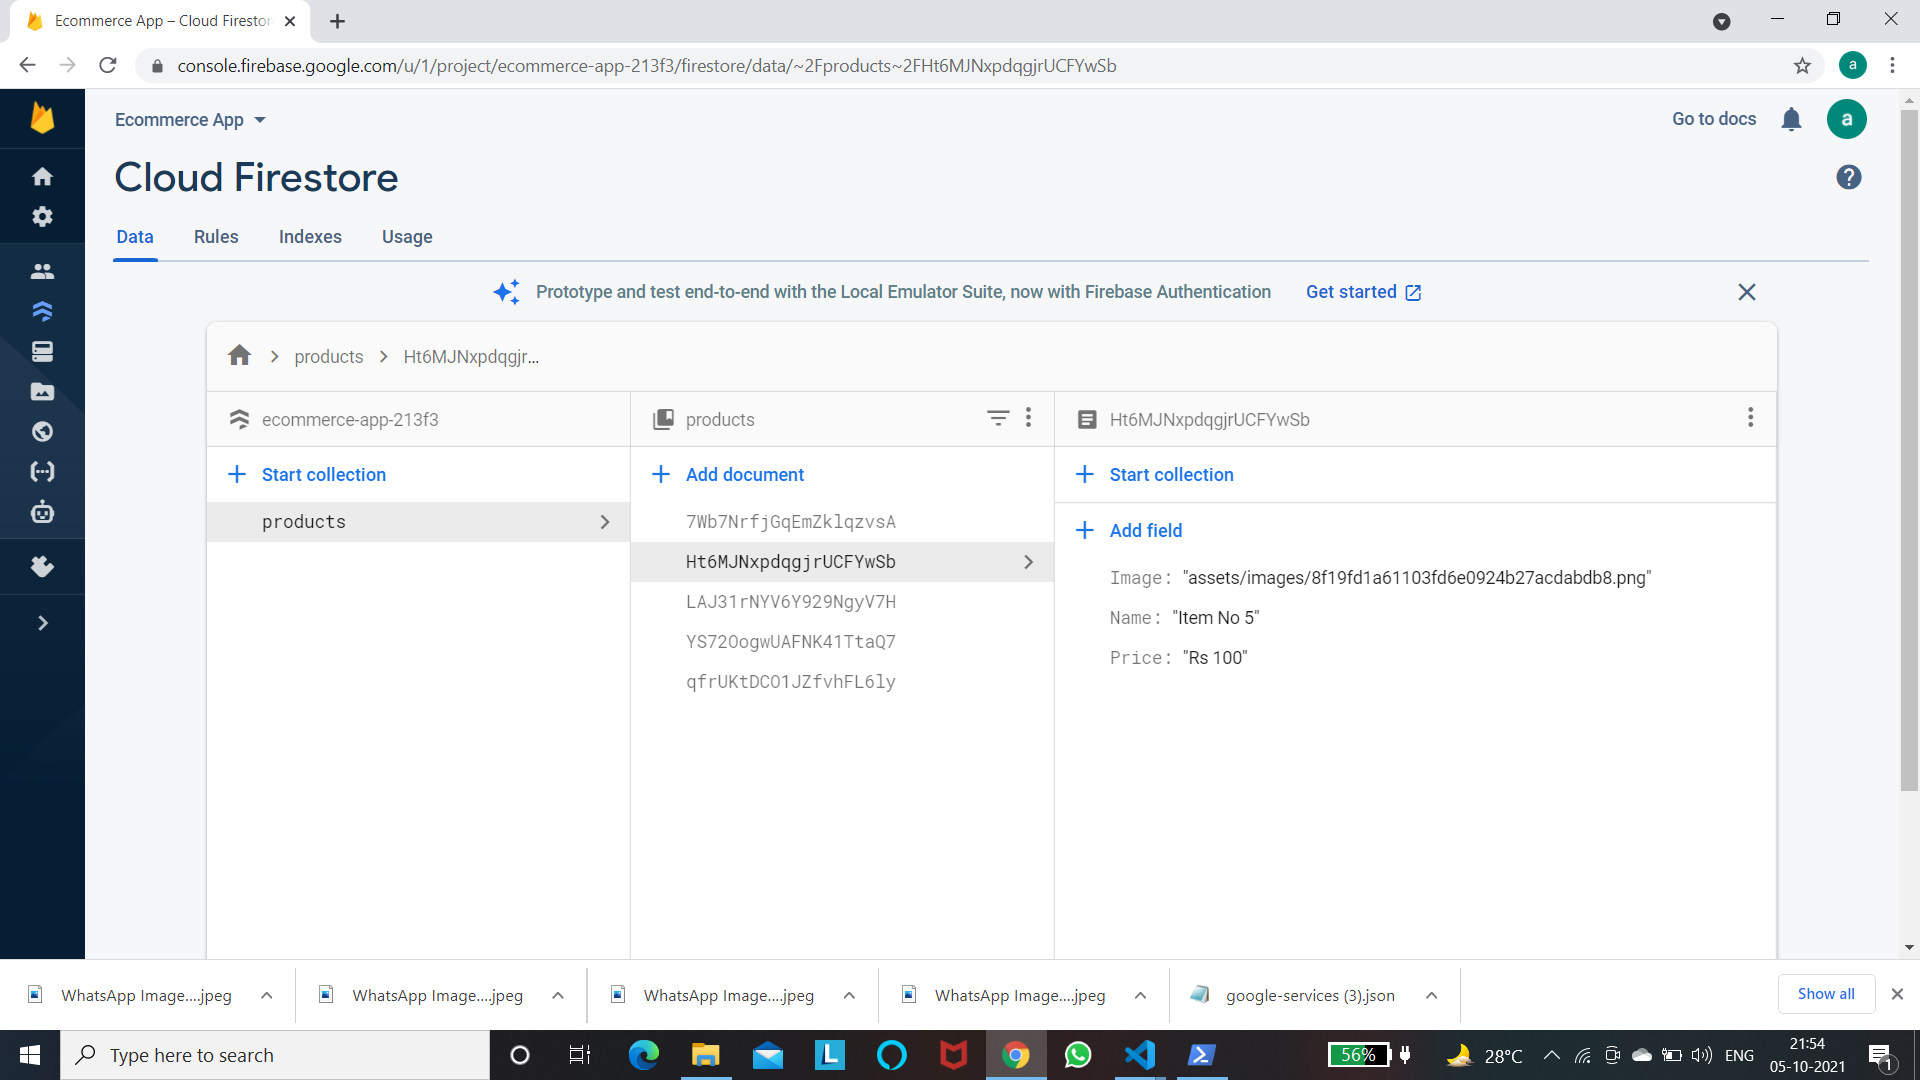 Ecommerce App – Cloud Firestor
console.firebase.google.com/u/1/project/ecommerce-app-213f3/firestore/data/~2Fproducts~2FHt6MJNxpdqgjrUCFYwSb
a
Ecommerce App
Go to docs
a
Cloud Firestore
?
Data
Rules
Indexes
Usage
Prototype and test end-to-end with the Local Emulator Suite, now with Firebase Authentication
Get started
products
Ht6MJNxpdqgjr...
ecommerce-app-213f3
products
Ht6MJNxpdqgjrUCFYwSb
Start collection
Add document
Start collection
products
7Wb7NrfjGqEmZklqzvsA
Ht6MJNxpdqgjrUCFYwSb
LAJ31rNYV6Y929NgyV7H
YS72OogwUAFNK41TtaQ7
qfrUKtDCO1JZfvhFL6ly
Add field
Image: "assets/images/8f19fd1a61103fd6e0924b27acdabdb8.png"
Name: "Item No 5"
Price: "Rs 100"
WhatsApp Image....jpeg
WhatsApp Image....jpeg
WhatsApp Image....jpeg
WhatsApp Image....jpeg
google-services (3).json
Show all
Type here to search
L
56%
28°C
ENG
21:54
05-10-2021
1